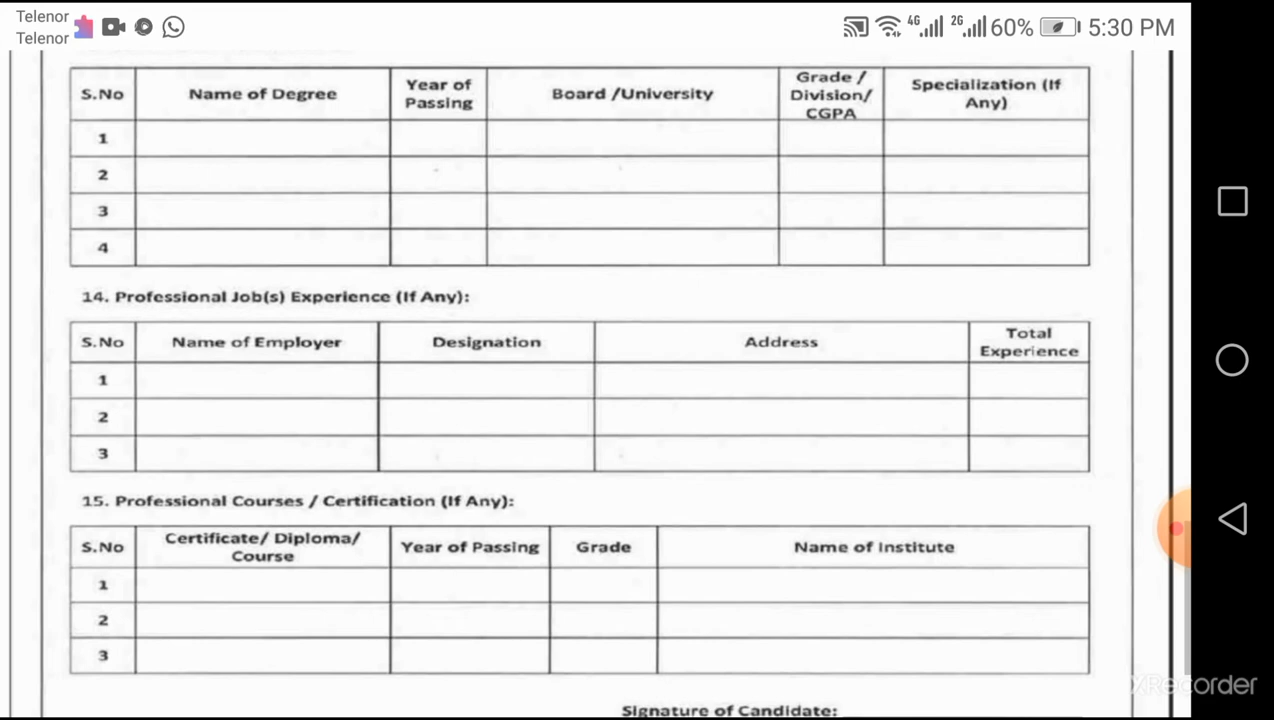 Telenor
Telenor
4G 2G 60% 5:30 PM
S.No Name of Degree Year of Passing Board /University Grade / Division/ CGPA Specialization (If Any)
1
2
3
4
14. Professional Job(s) Experience (If Any):
S.No Name of Employer Designation Address Total Experience
1
2
3
15. Professional Courses / Certification (If Any):
S.No Certificate/ Diploma/ Course Year of Passing Grade Name of Institute
1
2
3
Signature of Candidate:
XRecorder